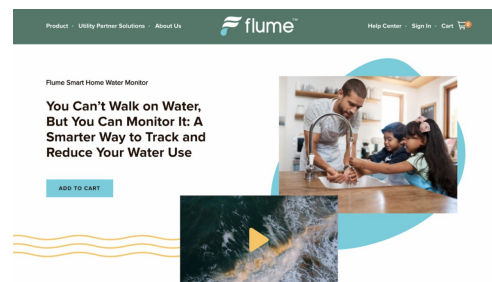 Product
Utility Partner Solutions
About Us
flume™
Help Center
Sign In
Cart
Flume Smart Home Water Monitor
You Can’t Walk on Water,
But You Can Monitor It: A
Smarter Way to Track and
Reduce Your Water Use
ADD TO CART